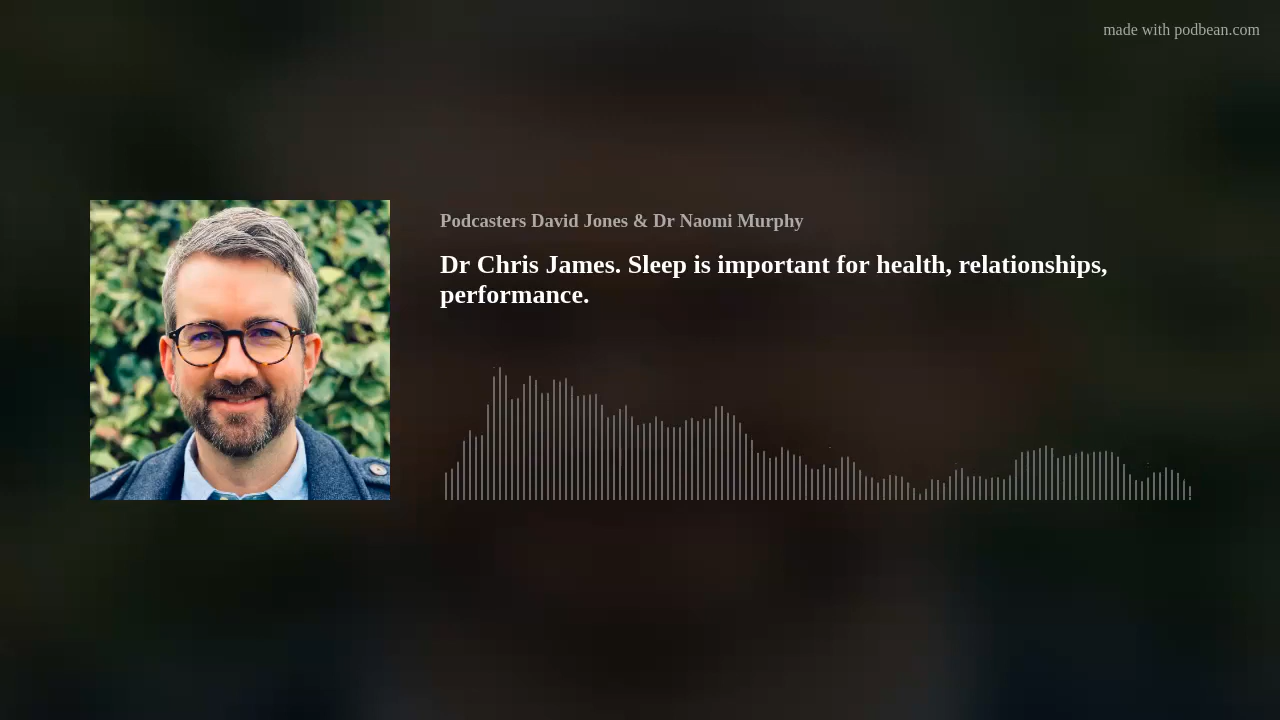 made with podbean.com
Podcasters David Jones & Dr Naomi Murphy
Dr Chris James. Sleep is important for health, relationships,
performance.